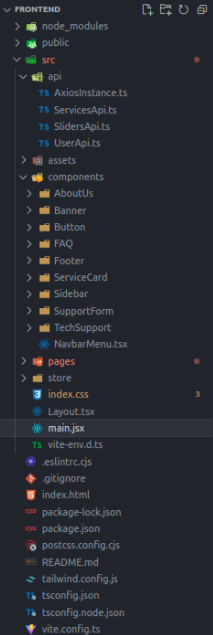 FRONTEND
node_modules
public
src
api
AxiosInstance.ts
ServicesApi.ts
SlidersApi.ts
UserApi.ts
assets
components
AboutUs
Banner
Button
FAQ
Footer
ServiceCard
Sidebar
SupportForm
TechSupport
NavbarMenu.tsx
pages
store
index.css 3
Layout.tsx
main.jsx
vite-env.d.ts
.eslintrc.cjs
.gitignore
index.html
package-lock.json
package.json
postcss.config.cjs
README.md
tailwind.config.js
tsconfig.json
tsconfig.node.json
vite.config.ts